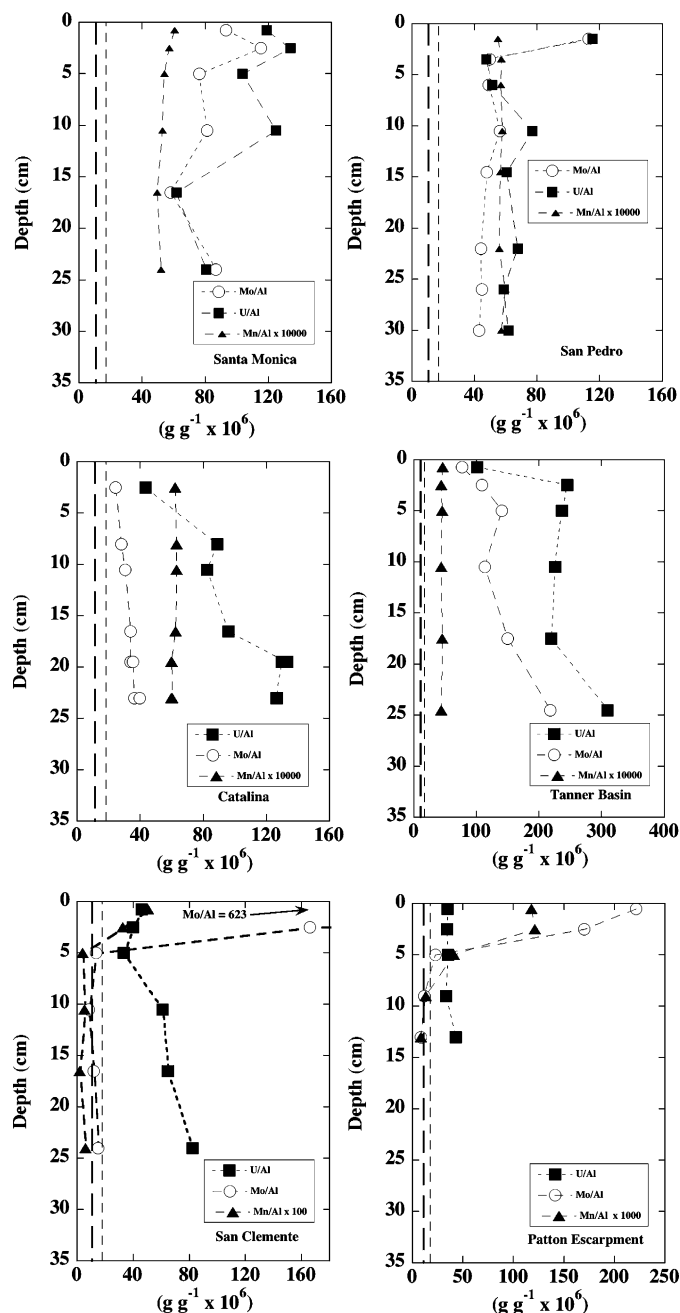 0
5
10
15
20
25
30
35
Depth (cm)
Mo/Al
U/Al
Mn/Al x 10000
Santa Monica
0 40 80 120 160
(g g⁻¹ x 10⁶)
0
5
10
15
20
25
30
35
Depth (cm)
Mo/Al
U/Al
Mn/Al x 10000
San Pedro
0 40 80 120 160
(g g⁻¹ x 10⁶)
0
5
10
15
20
25
30
35
Depth (cm)
U/Al
Mo/Al
Mn/Al x 10000
Catalina
0 40 80 120 160
(g g⁻¹ x 10⁶)
0
5
10
15
20
25
30
35
Depth (cm)
U/Al
Mo/Al
Mn/Al x 10000
Tanner Basin
0 100 200 300 400
(g g⁻¹ x 10⁶)
0
5
10
15
20
25
30
35
Depth (cm)
Mo/Al = 623
U/Al
Mo/Al
Mn/Al x 100
San Clemente
0 40 80 120 160
(g g⁻¹ x 10⁶)
0
5
10
15
20
25
30
35
Depth (cm)
U/Al
Mo/Al
Mn/Al x 1000
Patton Escarpment
0 50 100 150 200 250
(g g⁻¹ x 10⁶)